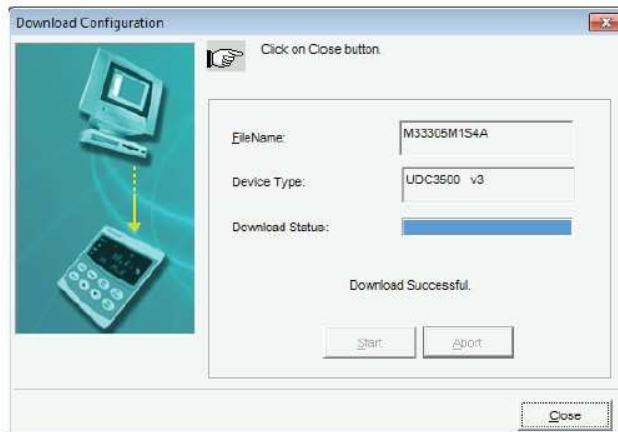 Download Configuration
Click on Close button.
FileName:
M33305M1S4A
Device Type:
UDC3500 v3
Download Status:
Download Successful.
Start
Abort
Close